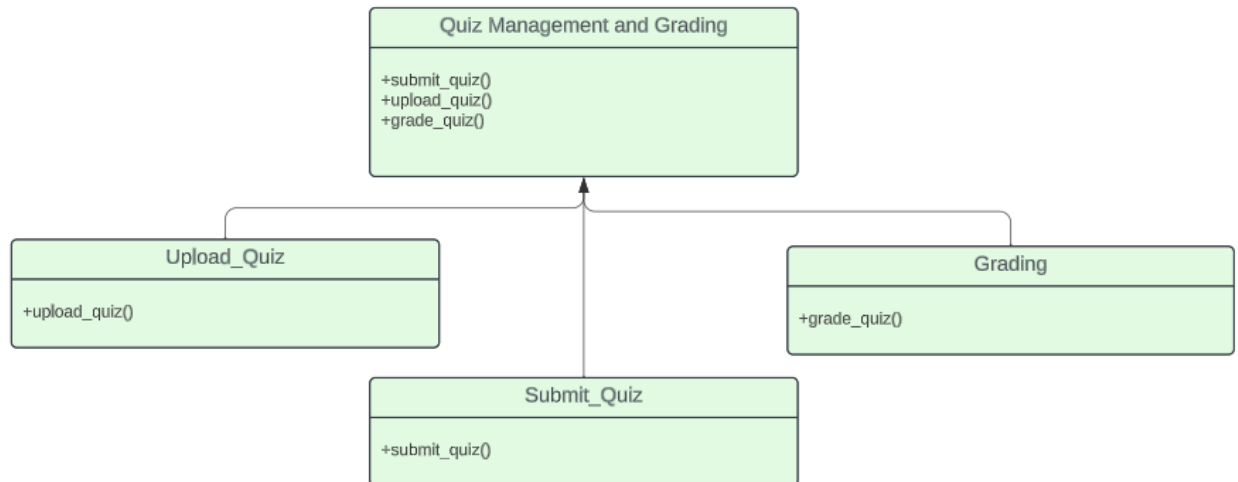 Quiz Management and Grading
+submit_quiz()
+upload_quiz()
+grade_quiz()
Upload_Quiz
+upload_quiz()
Grading
+grade_quiz()
Submit_Quiz
+submit_quiz()